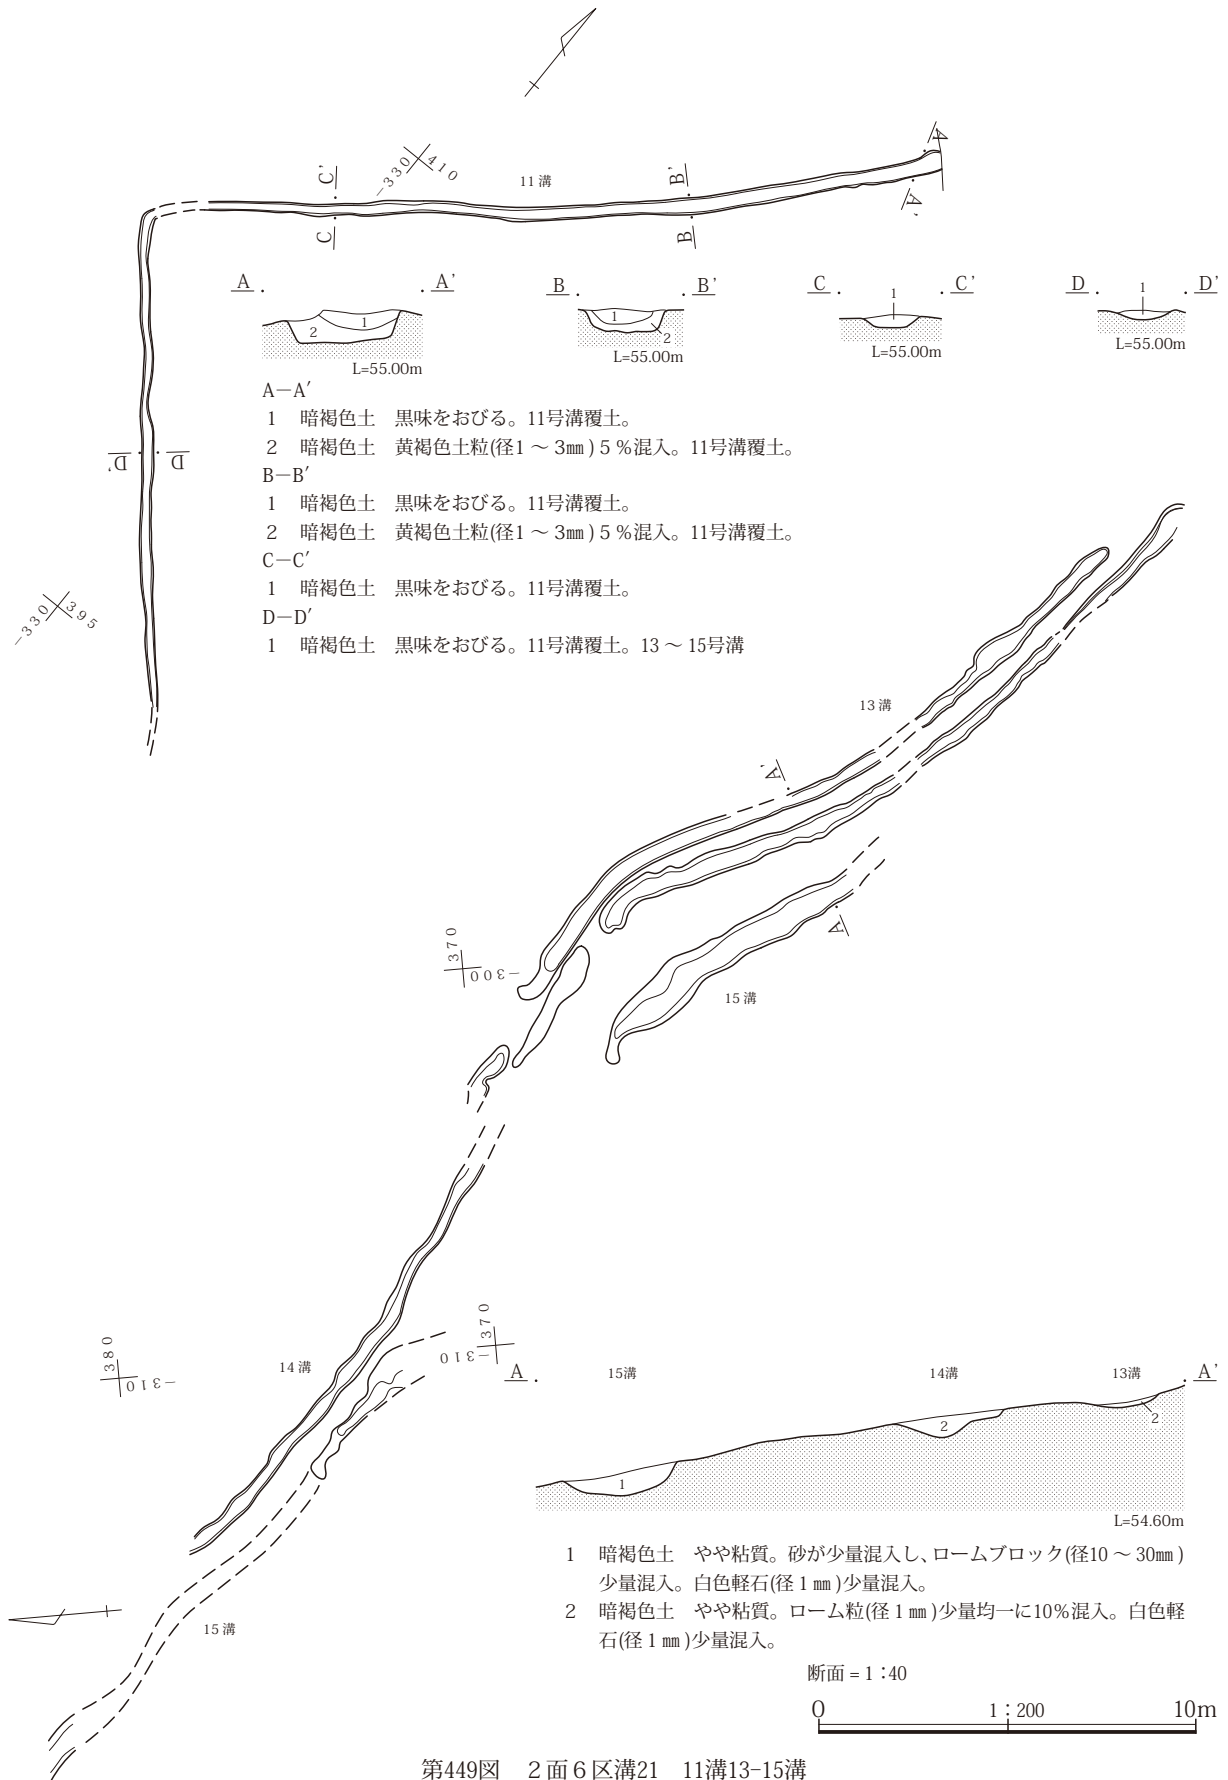 A
C'
-330
410
11溝
B'
A'
C
B
A
A'
B
B'
C
C'
D
D'
1
2
1
2
1
1
L=55.00m
L=55.00m
L=55.00m
L=55.00m
A-A′
1 暗褐色土 黒味をおびる。11号溝覆土。
2 暗褐色土 黄褐色土粒(径1～3㎜)5%混入。11号溝覆土。
B-B′
1 暗褐色土 黒味をおびる。11号溝覆土。
2 暗褐色土 黄褐色土粒(径1～3㎜)5%混入。11号溝覆土。
C-C′
1 暗褐色土 黒味をおびる。11号溝覆土。
D-D′
1 暗褐色土 黒味をおびる。11号溝覆土。13～15号溝
D'
D
-330
395
13溝
A'
A
370
-300
15溝
380
-310
14溝
370
-310
A
15溝
14溝
13溝
A'
1
2
2
L=54.60m
1 暗褐色土 やや粘質。砂が少量混入し、ロームブロック(径10～30㎜)
少量混入。白色軽石(径1㎜)少量混入。
2 暗褐色土 やや粘質。ローム粒(径1㎜)少量均一に10%混入。白色軽
石(径1㎜)少量混入。
15溝
断面=1：40
0 1：200 10m
第449図 2面6区溝21 11溝13-15溝